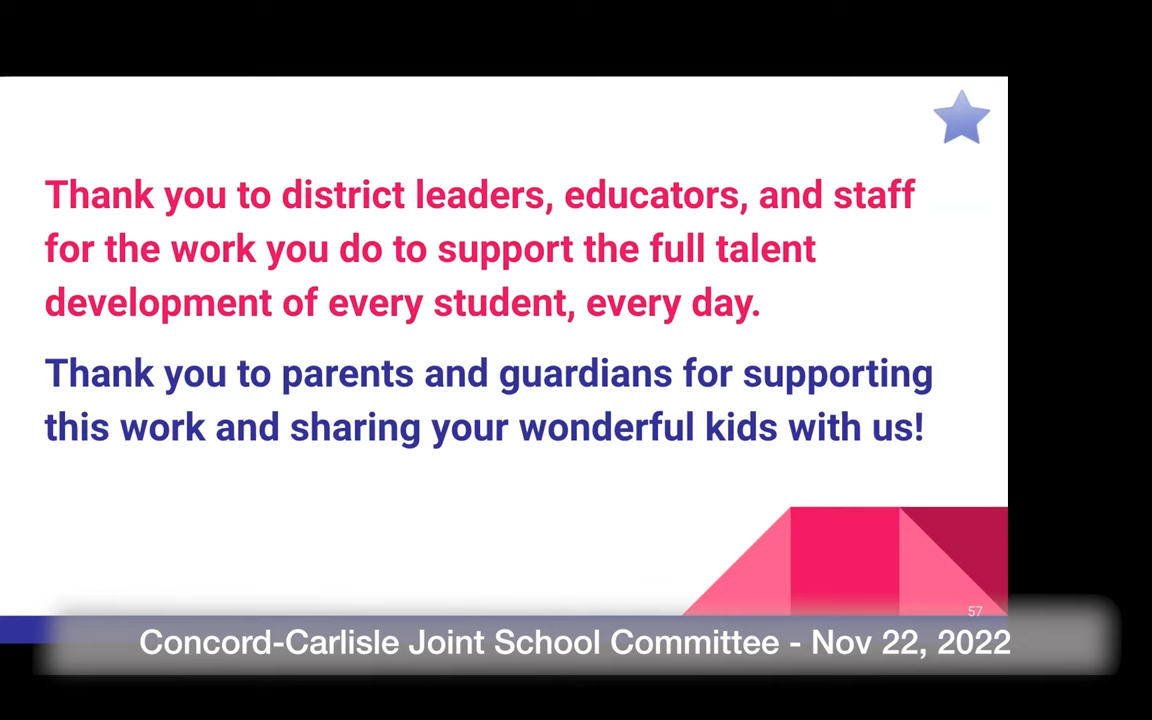 Thank you to district leaders, educators, and staff
for the work you do to support the full talent
development of every student, every day.
Thank you to parents and guardians for supporting
this work and sharing your wonderful kids with us!
57
Concord-Carlisle Joint School Committee - Nov 22, 2022